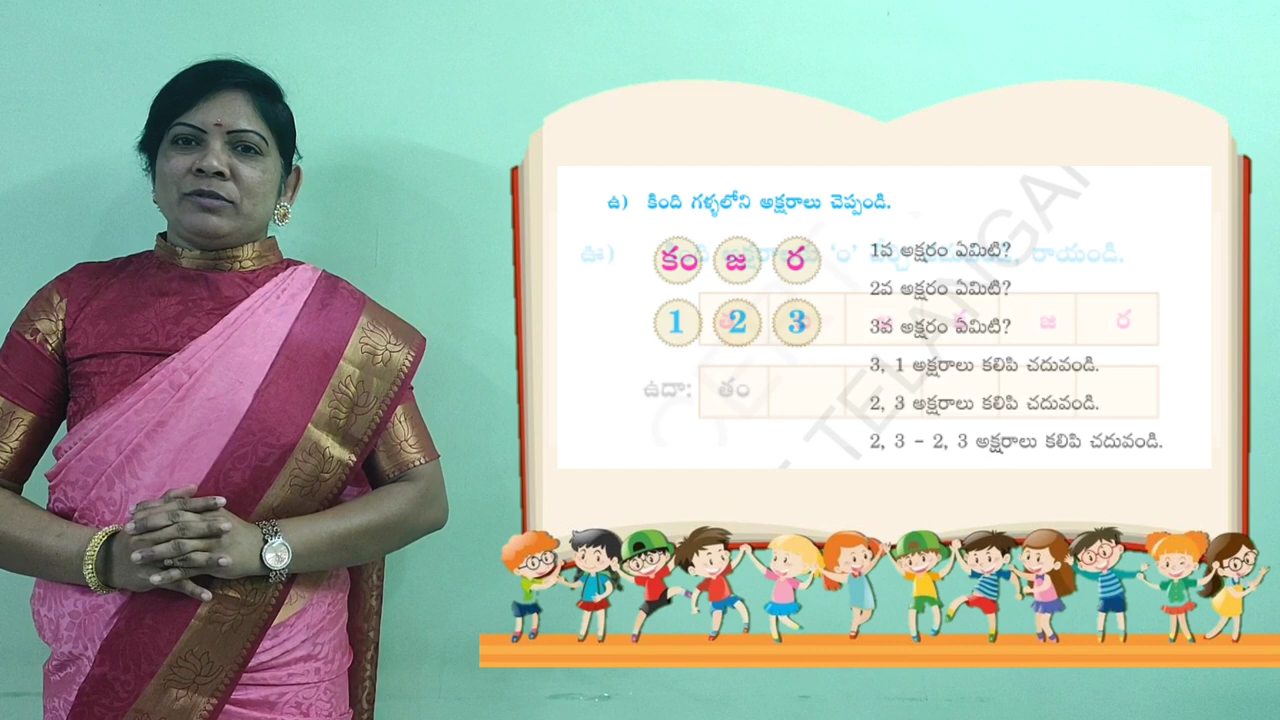 ఉ) కింది గళ్ళలోని అక్షరాలు చెప్పండి.
కం జ ర
1 2 3
1వ అక్షరం ఏమిటి?
2వ అక్షరం ఏమిటి?
3వ అక్షరం ఏమిటి?
3, 1 అక్షరాలు కలిపి చదువండి.
2, 3 అక్షరాలు కలిపి చదువండి.
2, 3 - 2, 3 అక్షరాలు కలిపి చదువండి.
ఊ) రాయండి.
జ ర
ఉదా: తం
TELANGAN